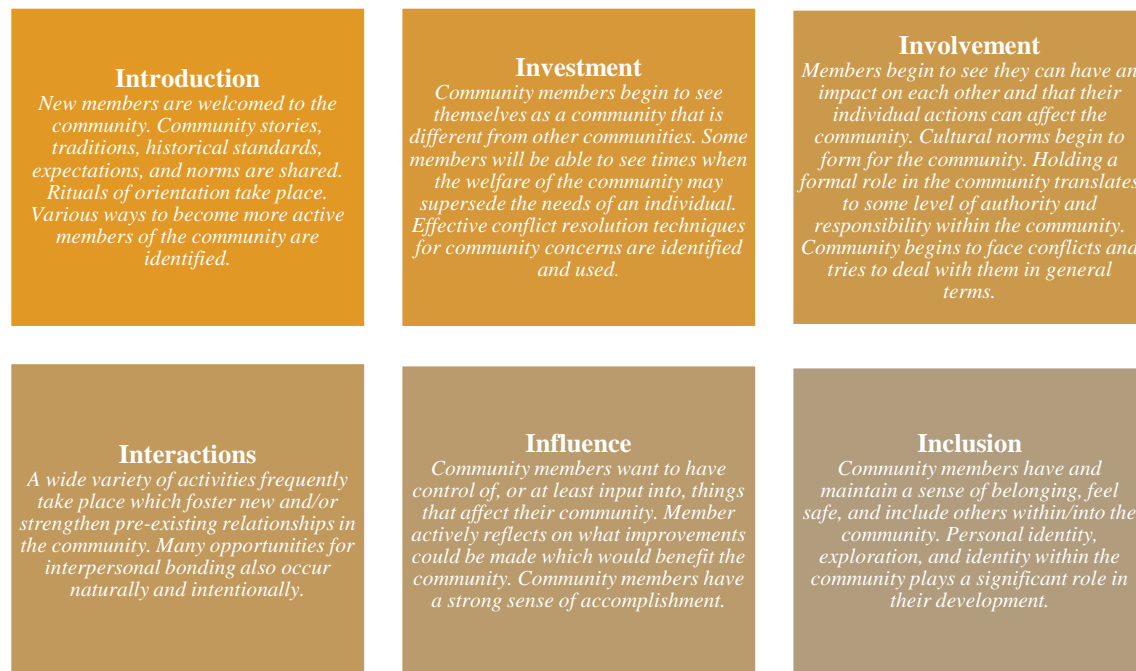 Introduction
New members are welcomed to the
community. Community stories,
traditions, historical standards,
expectations, and norms are shared.
Rituals of orientation take place.
Various ways to become more active
members of the community are
identified.
Investment
Community members begin to see
themselves as a community that is
different from other communities. Some
members will be able to see times when
the welfare of the community may
supersede the needs of an individual.
Effective conflict resolution techniques
for community concerns are identified
and used.
Involvement
Members begin to see they can have an
impact on each other and that their
individual actions can affect the
community. Cultural norms begin to
form for the community. Holding a
formal role in the community translates
to some level of authority and
responsibility within the community.
Community begins to face conflicts and
tries to deal with them in general
terms.
Interactions
A wide variety of activities frequently
take place which foster new and/or
strengthen pre-existing relationships in
the community. Many opportunities for
interpersonal bonding also occur
naturally and intentionally.
Influence
Community members want to have
control of, or at least input into, things
that affect their community. Member
actively reflects on what improvements
could be made which would benefit the
community. Community members have
a strong sense of accomplishment.
Inclusion
Community members have and
maintain a sense of belonging, feel
safe, and include others within/into the
community. Personal identity,
exploration, and identity within the
community plays a significant role in
their development.